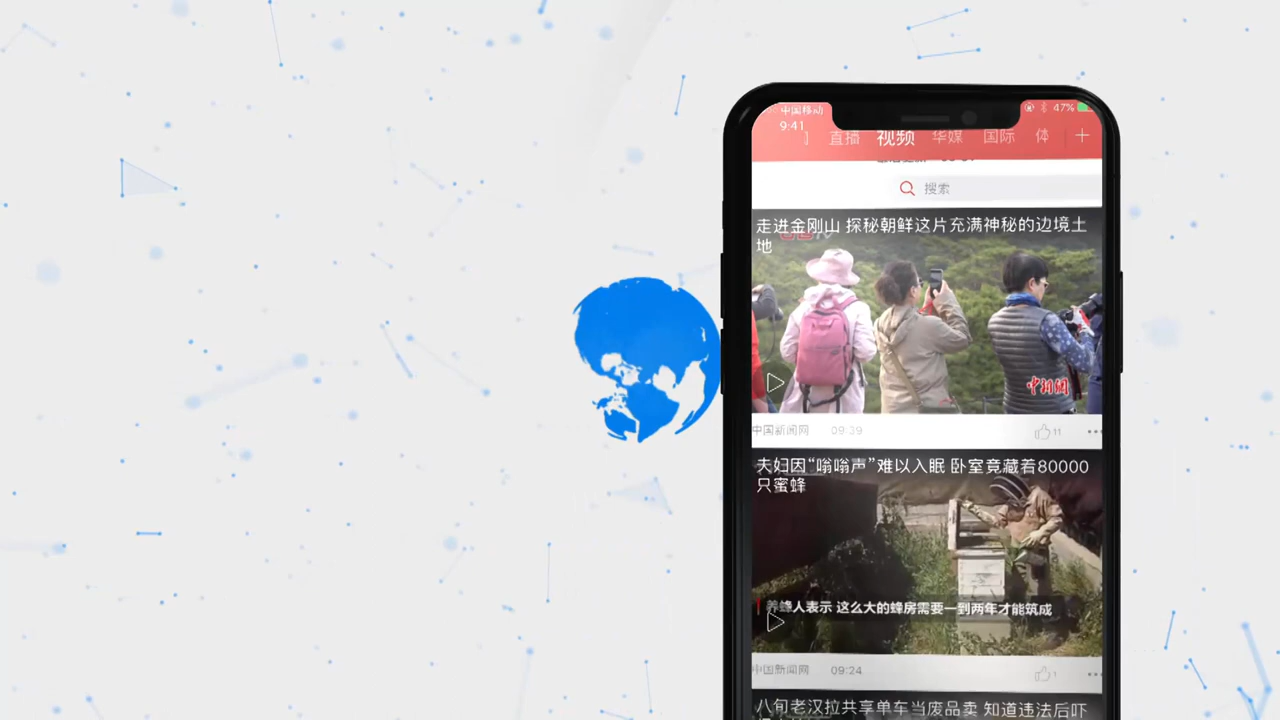 中国移动
9:41
47%
直播 视频 华媒 国际 体 +
搜索
走进金刚山 探秘朝鲜这片充满神秘的边境土
地
中新网
中国新闻网 09:39 11
夫妇因“嗡嗡声”难以入眠 卧室竟藏着80000
只蜜蜂
养蜂人表示 这么大的蜂房需要一到两年才能筑成
中国新闻网 09:24 1
八旬老汉拉共享单车当废品卖 知道违法后吓